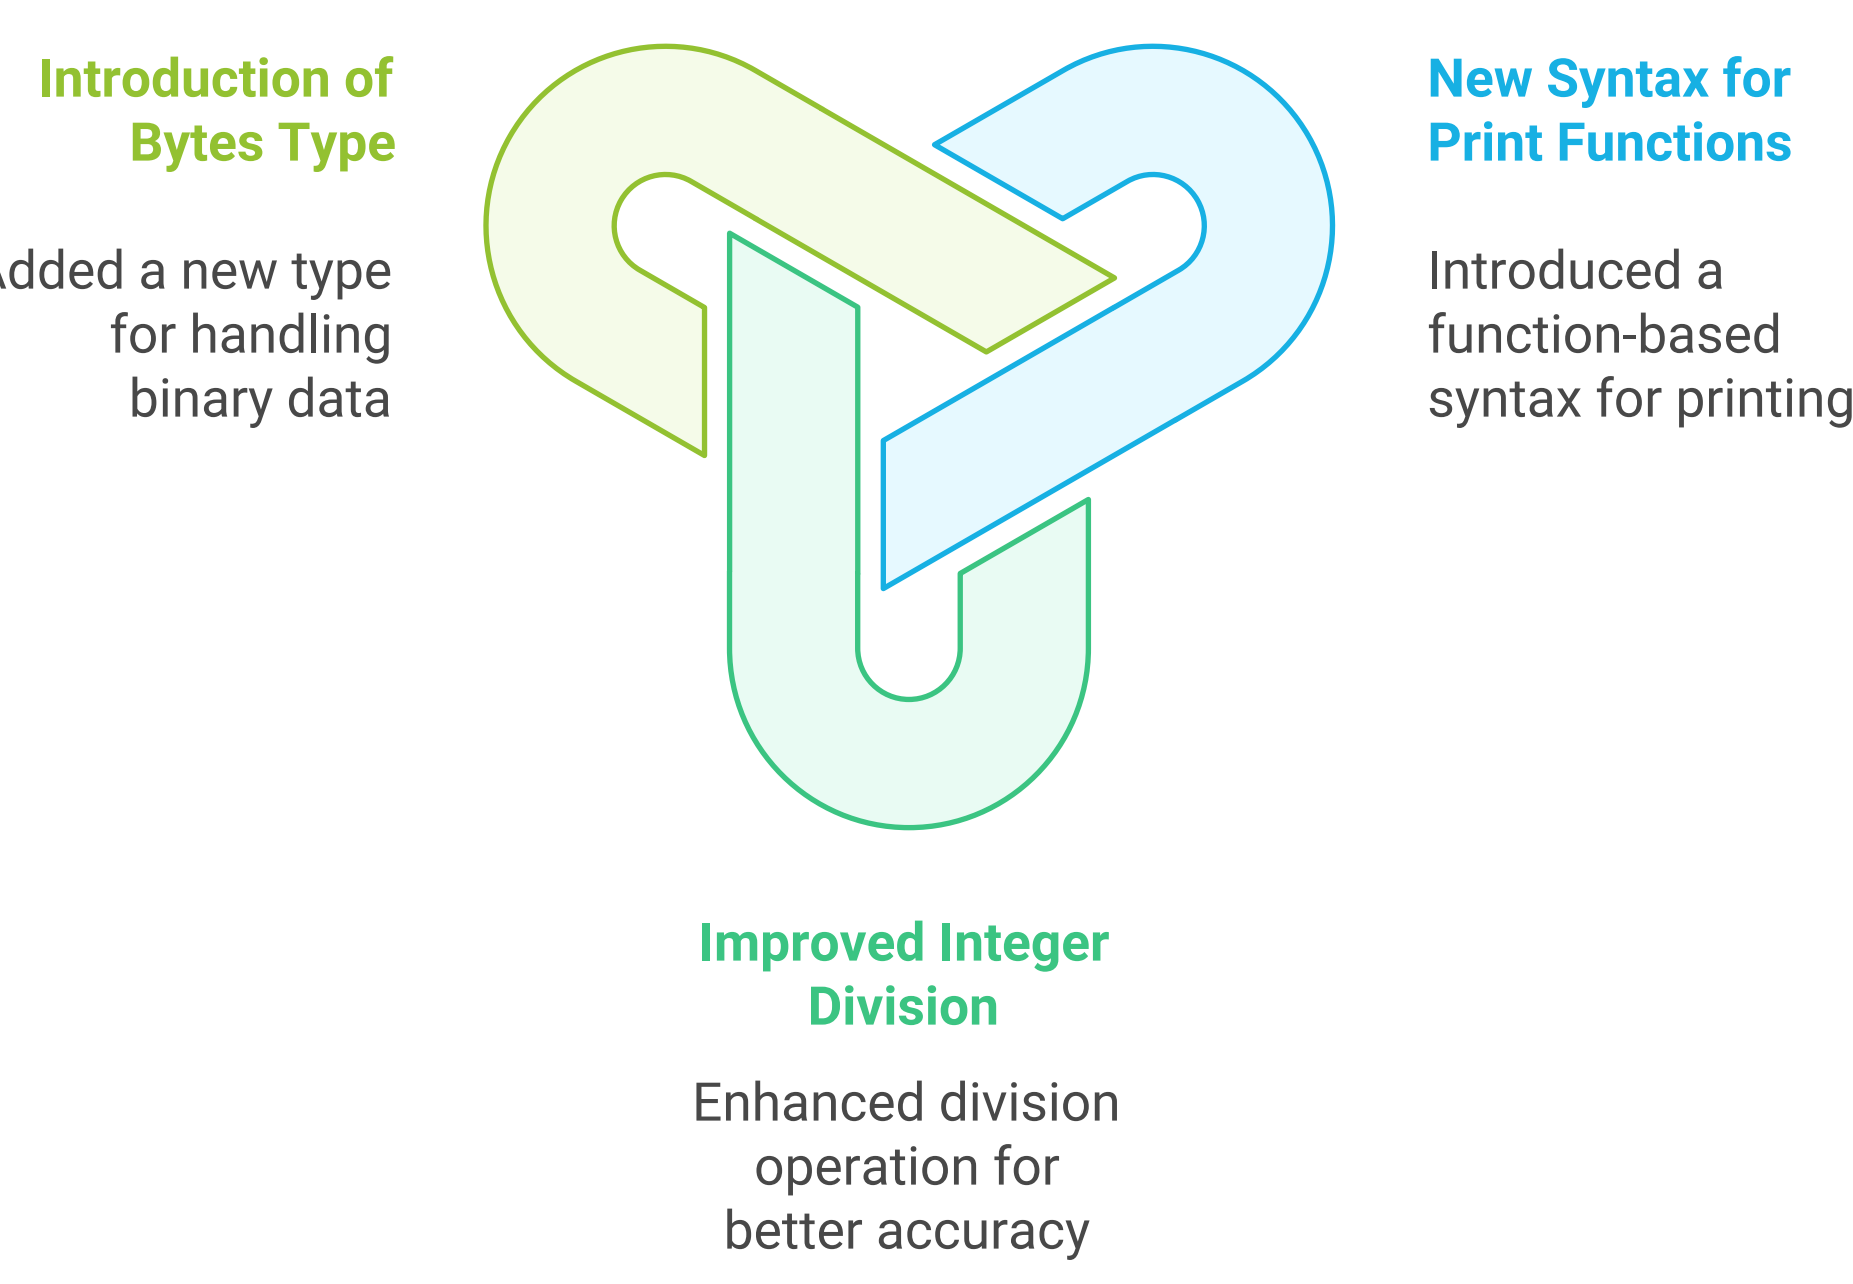 Introduction of
Bytes Type
Added a new type
for handling
binary data
New Syntax for
Print Functions
Introduced a
function-based
syntax for printing
Improved Integer
Division
Enhanced division
operation for
better accuracy